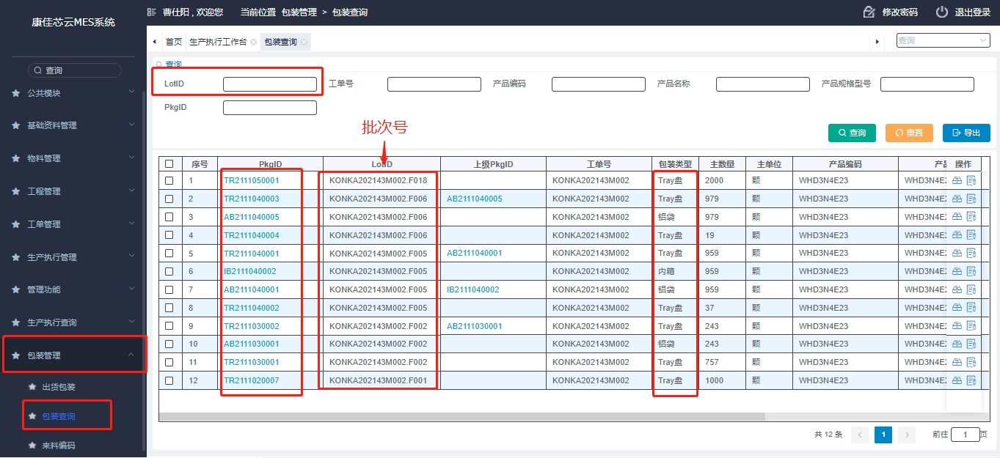 康佳芯云MES系统
曹仕阳 , 欢迎您 当前位置 包装管理 > 包装查询 修改密码 退出登录
首页 生产执行工作台 包装查询 查询
查询
公共模块
基础资料管理
物料管理
工程管理
工单管理
生产执行管理
管理功能
生产执行查询
包装管理
出货包装
包装查询
来料编码
查询
LotID 工单号 产品编码 产品名称 产品规格型号
PkgID
批次号
查询 重置 导出
序号 PkgID LotID 上级PkgID 工单号 包装类型 主数量 主单位 产品编码 产品 操作
1 TR2111050001 KONKA202143M002.F018 KONKA202143M002 Tray盘 2000 颗 WHD3N4E23 WHD3N4E2
2 TR2111040003 KONKA202143M002.F006 AB2111040005 KONKA202143M002 Tray盘 979 颗 WHD3N4E23 WHD3N4E2
3 AB2111040005 KONKA202143M002.F006 KONKA202143M002 铝袋 979 颗 WHD3N4E23 WHD3N4E2
4 TR2111040004 KONKA202143M002.F006 KONKA202143M002 Tray盘 19 颗 WHD3N4E23 WHD3N4E2
5 TR2111040001 KONKA202143M002.F005 AB2111040001 KONKA202143M002 Tray盘 959 颗 WHD3N4E23 WHD3N4E2
6 IB2111040002 KONKA202143M002.F005 KONKA202143M002 内箱 959 颗 WHD3N4E23 WHD3N4E2
7 AB2111040001 KONKA202143M002.F005 IB2111040002 KONKA202143M002 铝袋 959 颗 WHD3N4E23 WHD3N4E2
8 TR2111040002 KONKA202143M002.F005 KONKA202143M002 Tray盘 37 颗 WHD3N4E23 WHD3N4E2
9 TR2111030002 KONKA202143M002.F002 AB2111030001 KONKA202143M002 Tray盘 243 颗 WHD3N4E23 WHD3N4E2
10 AB2111030001 KONKA202143M002.F002 KONKA202143M002 铝袋 243 颗 WHD3N4E23 WHD3N4E2
11 TR2111030001 KONKA202143M002.F002 KONKA202143M002 Tray盘 757 颗 WHD3N4E23 WHD3N4E2
12 TR2111020007 KONKA202143M002.F001 KONKA202143M002 Tray盘 1000 颗 WHD3N4E23 WHD3N4E2
共 12 条 < 1 > 前往 1 页